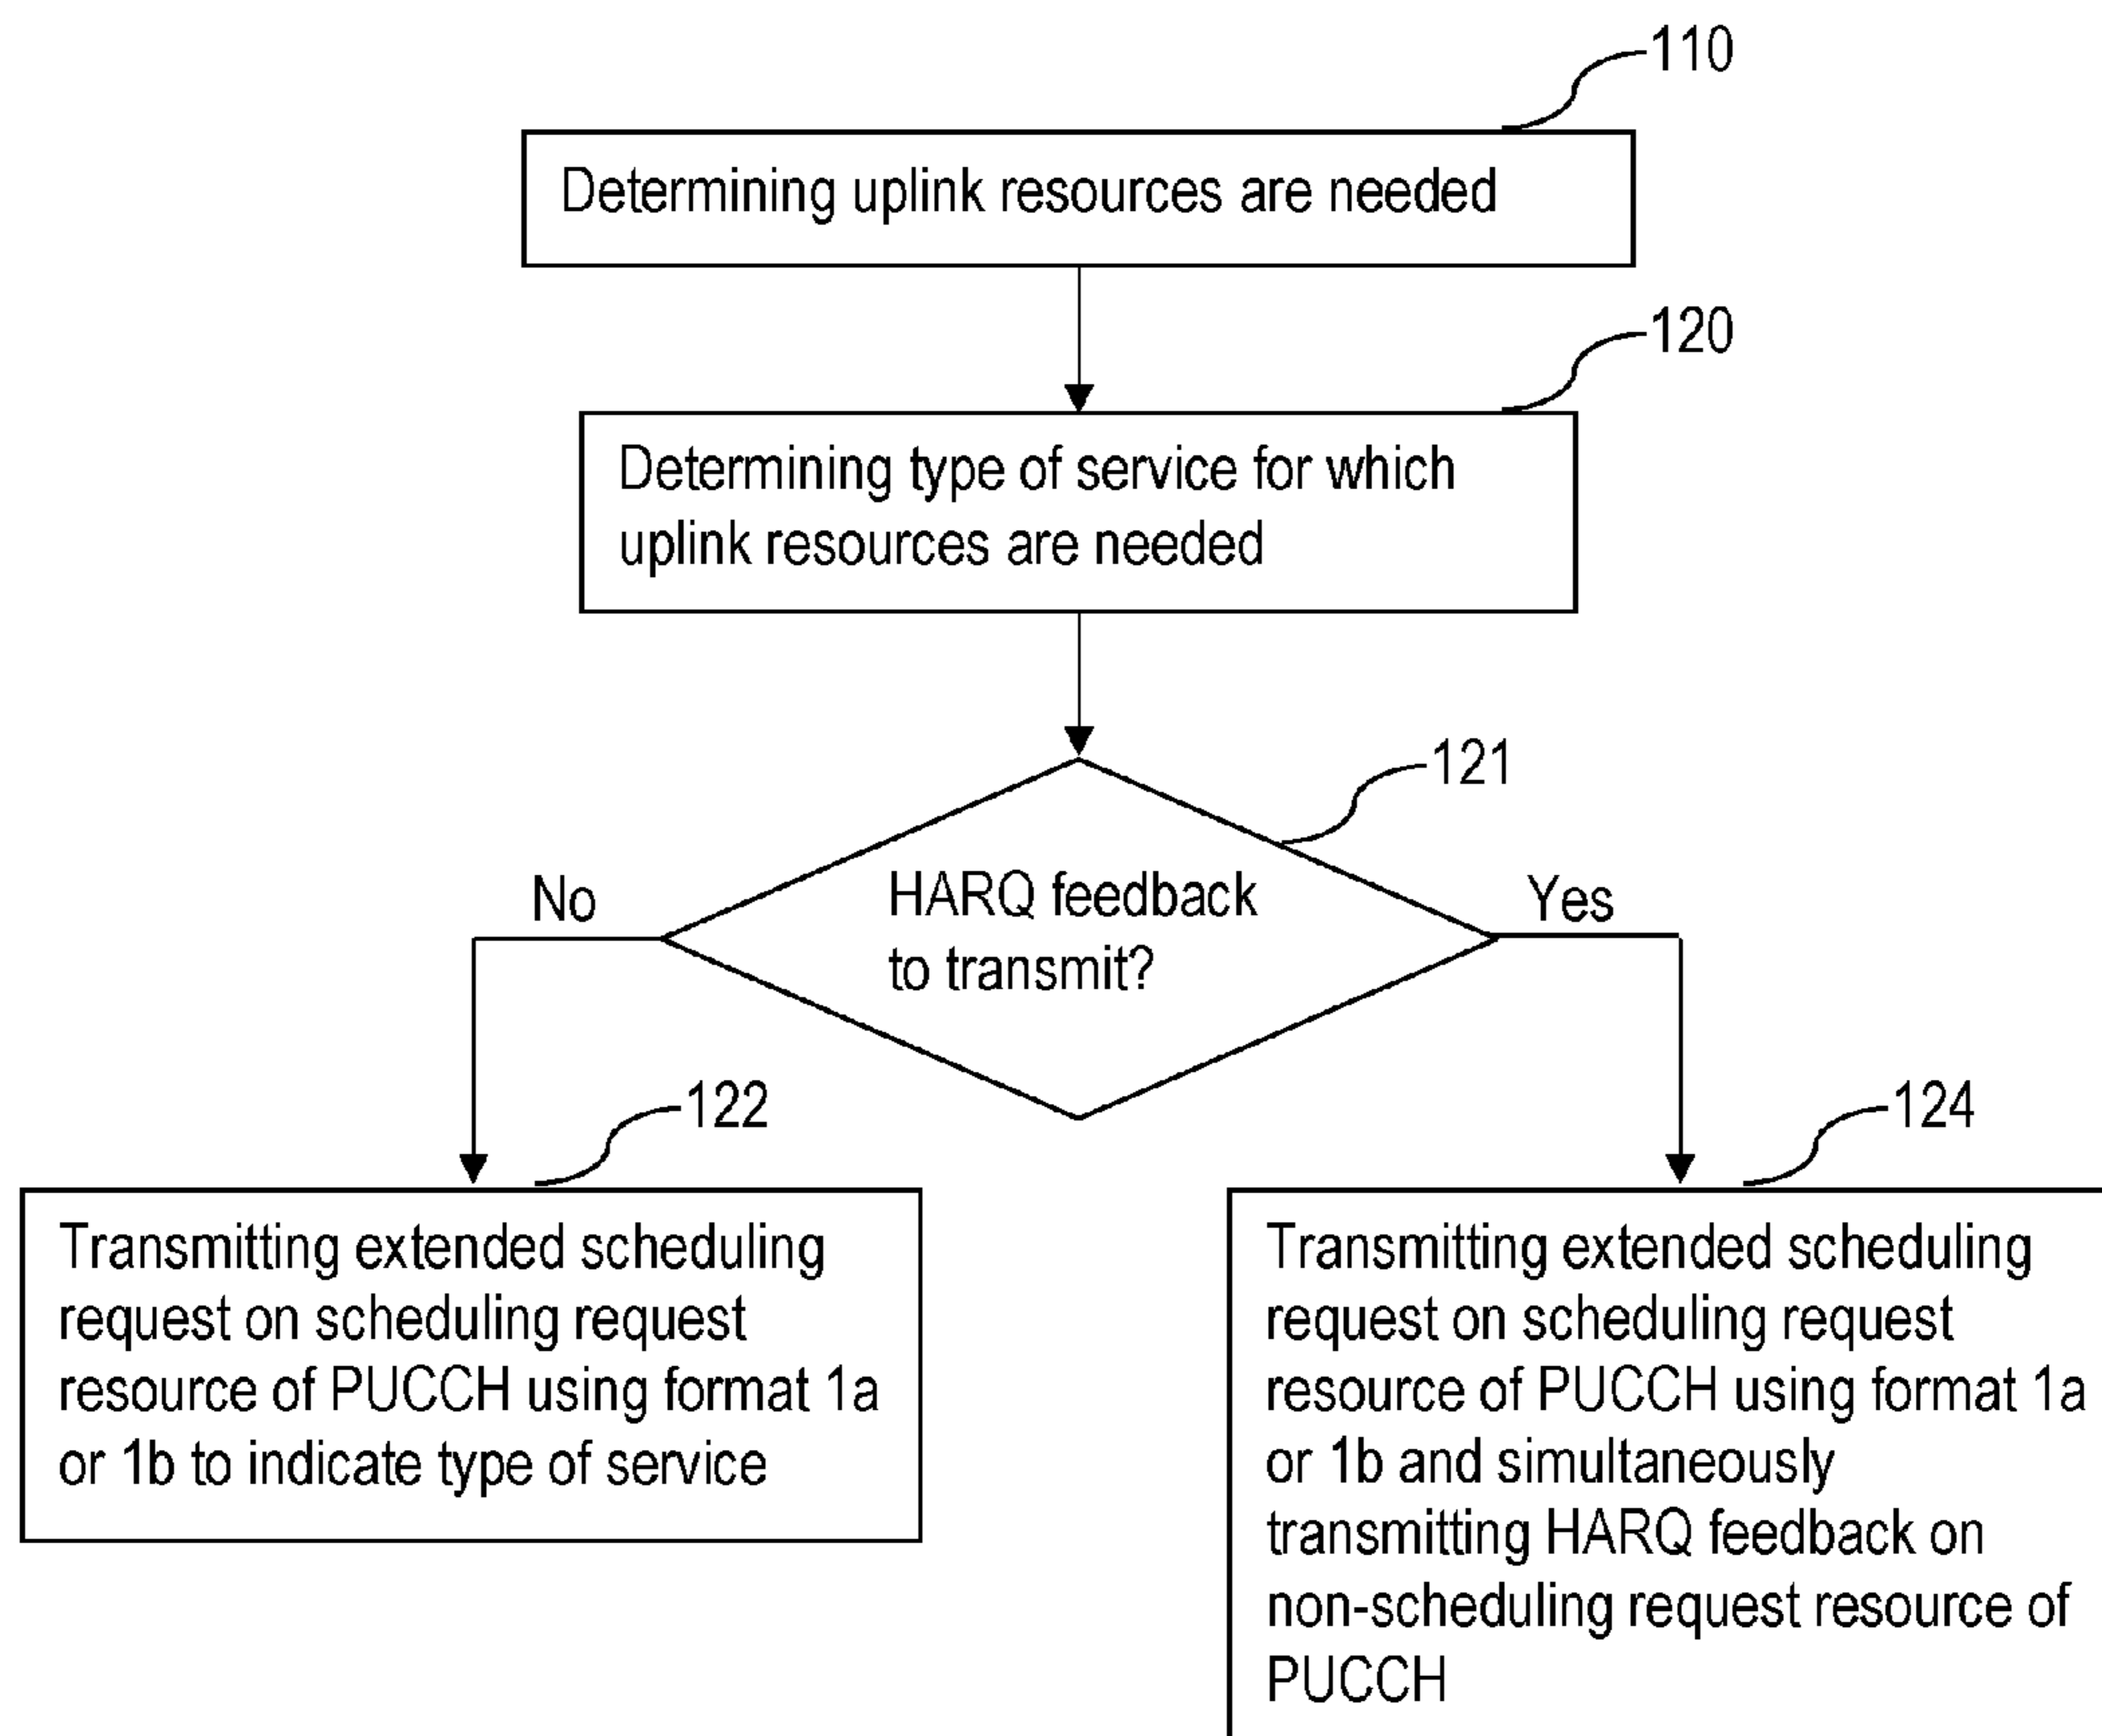 110
Determining uplink resources are needed
120
Determining type of service for which
uplink resources are needed
121
HARQ feedback
to transmit?
No
Yes
122
Transmitting extended scheduling
request on scheduling request
resource of PUCCH using format 1a
or 1b to indicate type of service
124
Transmitting extended scheduling
request on scheduling request
resource of PUCCH using format 1a
or 1b and simultaneously
transmitting HARQ feedback on
non-scheduling request resource of
PUCCH